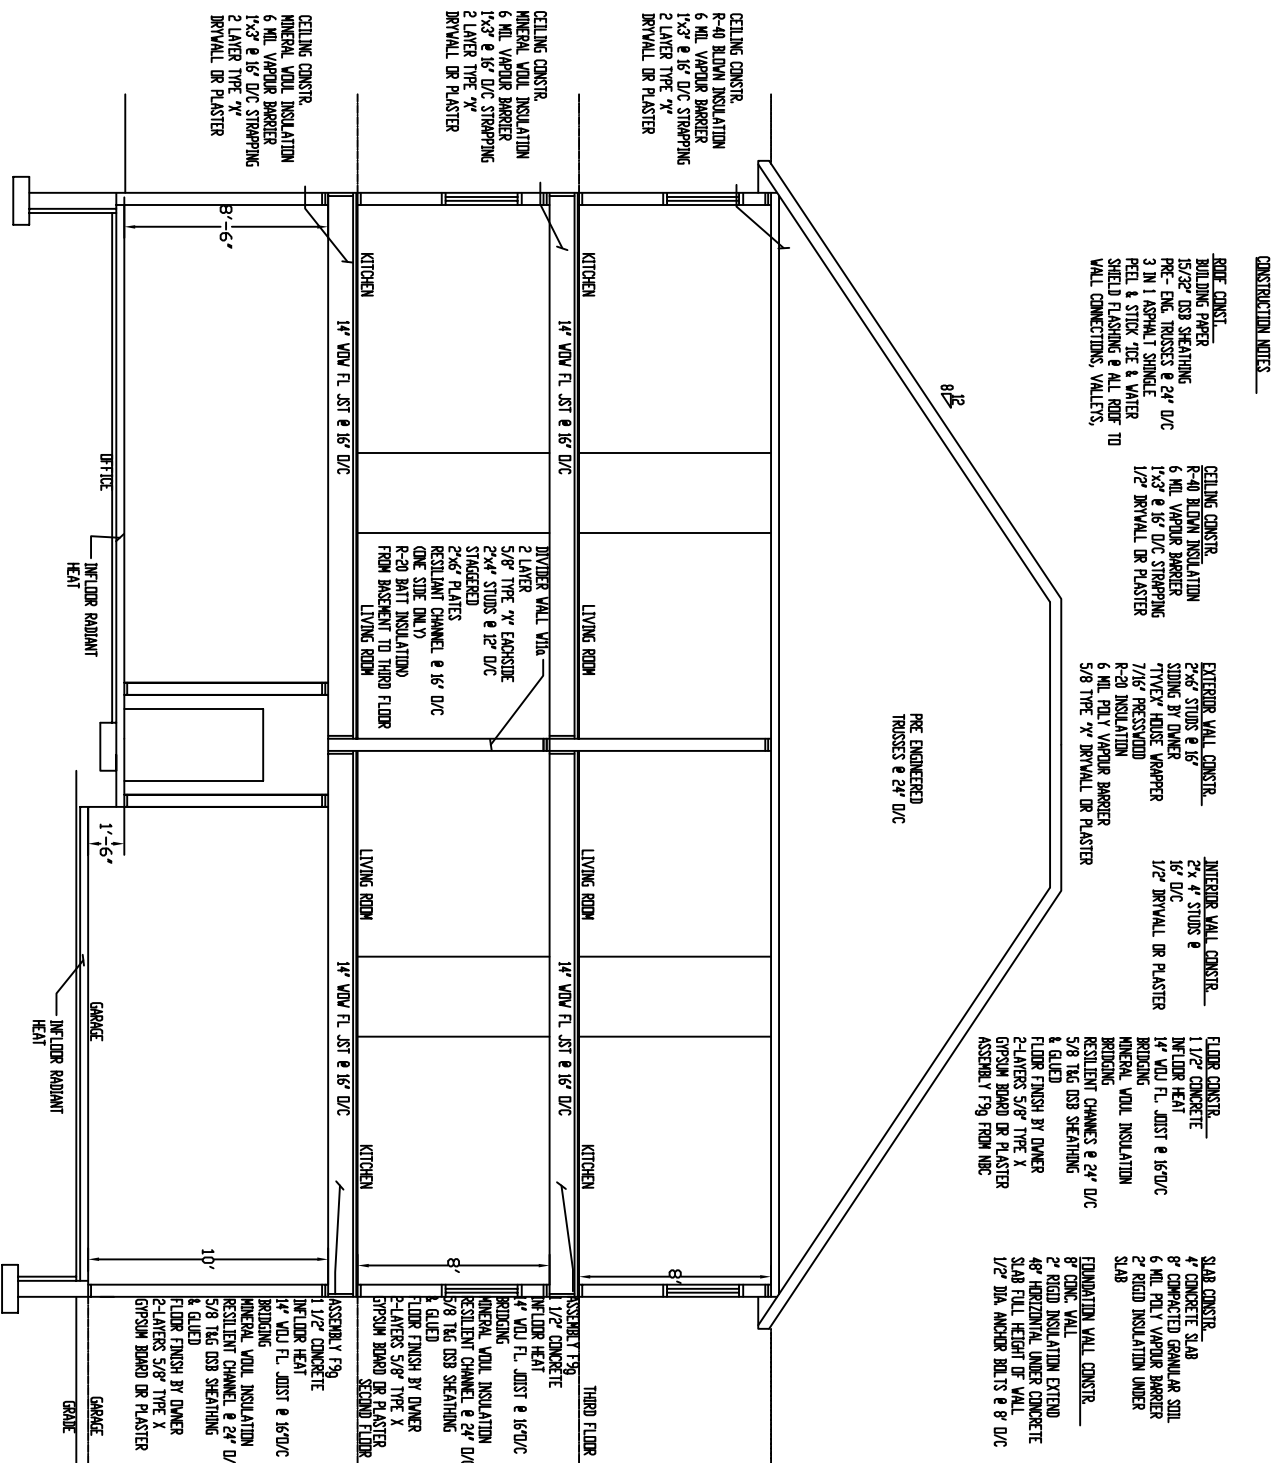 CONSTRUCTION NOTES
ROOF CONST.
BUILDING PAPER
15/32" OSB SHEATHING
PRE- ENG. TRUSSES @ 24" O/C
3 IN 1 ASPHALT SHINGLE
PEEL & STICK "ICE & WATER
SHIELD FLASHING @ ALL ROOF TO
WALL CONNECTIONS, VALLEYS,
CEILING CONSTR.
R-40 BLOWN INSULATION
6 MIL VAPOUR BARRIER
1"x3" @ 16" O/C STRAPPING
1/2" DRYWALL OR PLASTER
EXTERIOR WALL CONSTR.
2"x6" STUDS @ 16"
SIDING BY OWNER
"TYVEX" HOUSE WRAPPER
7/16" PRESSWOOD
R-20 INSULATION
6 MIL POLY VAPOUR BARRIER
5/8 TYPE "X" DRYWALL OR PLASTER
INTERIOR WALL CONSTR.
2"x 4" STUDS @
16" O/C
1/2" DRYWALL OR PLASTER
FLOOR CONSTR.
1 1/2" CONCRETE
INFLOOR HEAT
14" WOJ FL. JOIST @ 16"O/C
BRIDGING
MINERAL WOUL INSULATION
BRIDGING
RESILIENT CHANNES @ 24" O/C
5/8 T&G OSB SHEATHING
& GLUED
FLOOR FINISH BY OWNER
2-LAYERS 5/8" TYPE X
GYPSUM BOARD OR PLASTER
ASSEMBLY F9g FROM NBC
SLAB CONSTR.
4" CONCRETE SLAB
8" COMPACTED GRANULAR SOIL
6 MIL POLY VAPOUR BARRIER
2" RIGID INSULATION UNDER
SLAB
FOUNDATION WALL CONSTR.
8" CONC. WALL
2" RIGID INSULATION EXTEND
48" HORIZONTAL UNDER CONCRETE
SLAB FULL HEIGHT OF WALL
1/2" DIA ANCHOR BOLTS @ 8' O/C
12
8
PRE ENGINEERED
TRUSSES @ 24" O/C
CEILING CONSTR.
R-40 BLOWN INSULATION
6 MIL VAPOUR BARRIER
1"x3" @ 16" O/C STRAPPING
2 LAYER TYPE "X"
DRYWALL OR PLASTER
8'
KITCHEN
LIVING ROOM
LIVING ROOM
KITCHEN
THIRD FLOOR
14" WOW FL JST @ 16" O/C
14" WOW FL JST @ 16" O/C
CEILING CONSTR.
MINERAL WOUL INSULATION
6 MIL VAPOUR BARRIER
1"x3" @ 16" O/C STRAPPING
2 LAYER TYPE "X"
DRYWALL OR PLASTER
DIVIDER WALL W11a
2 LAYER
5/8" TYPE "X" EACHSIDE
2"x4" STUDS @ 12" O/C
STAGGERED
2"x6" PLATES
RESILIANT CHANNEL @ 16" O/C
(ONE SIDE ONLY)
R-20 BATT INSULATION)
FROM BASEMENT TO THIRD FLOOR
8'
ASSEMBLY F9g
1 1/2" CONCRETE
INFLOOR HEAT
14" WOJ FL. JOIST @ 16"O/C
BRIDGING
MINERAL WOUL INSULATION
RESILIENT CHANNEL @ 24" O/C
5/8 T&G OSB SHEATHING
& GLUED
FLOOR FINISH BY OWNER
2-LAYERS 5/8" TYPE X
GYPSUM BOARD OR PLASTER
KITCHEN
LIVING ROOM
LIVING ROOM
KITCHEN
SECOND FLOOR
14" WOW FL JST @ 16" O/C
14" WOW FL JST @ 16" O/C
CEILING CONSTR.
MINERAL WOUL INSULATION
6 MIL VAPOUR BARRIER
1"x3" @ 16" O/C STRAPPING
2 LAYER TYPE "X"
DRYWALL OR PLASTER
8'-6"
10'
ASSEMBLY F9g
1 1/2" CONCRETE
INFLOOR HEAT
14" WOJ FL. JOIST @ 16"O/C
BRIDGING
MINERAL WOUL INSULATION
RESILIENT CHANNEL @ 24" O/
5/8 T&G OSB SHEATHING
& GLUED
FLOOR FINISH BY OWNER
2-LAYERS 5/8" TYPE X
GYPSUM BOARD OR PLASTER
OFFICE
INFLOOR RADIANT
HEAT
1'-6"
GARAGE
INFLOOR RADIANT
HEAT
GARAGE
GRADE